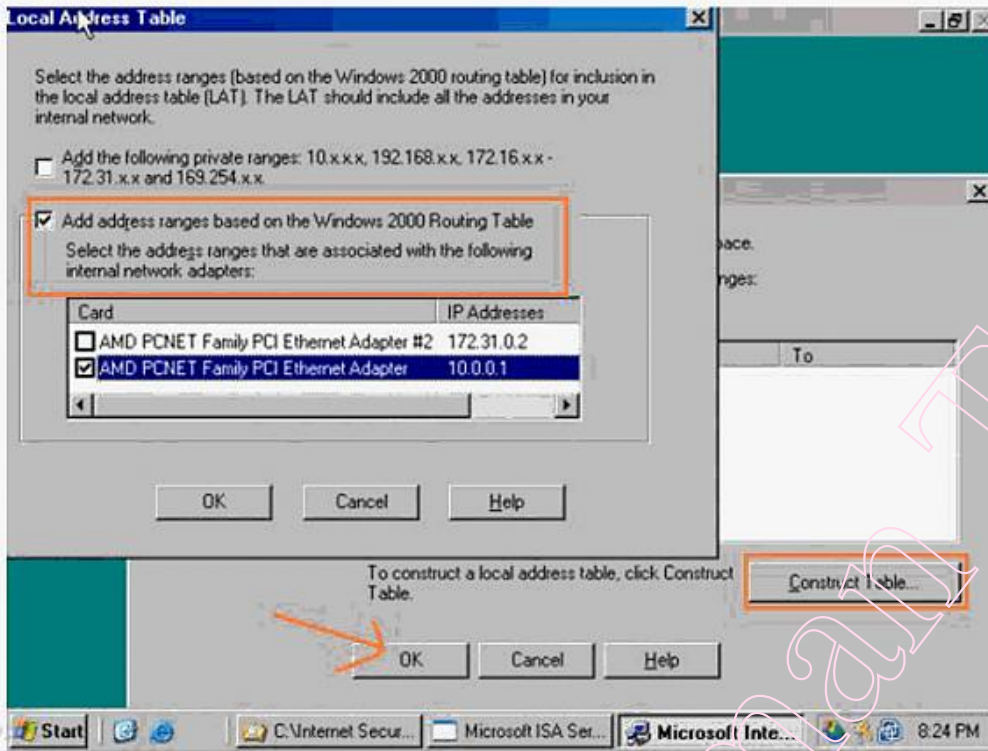 Local Address Table
Select the address ranges (based on the Windows 2000 routing table) for inclusion in
the local address table (LAT). The LAT should include all the addresses in your
internal network.
Add the following private ranges: 10.x.x.x, 192.168.x.x, 172.16.x.x -
172.31.x.x and 169.254.x.x.
Add address ranges based on the Windows 2000 Routing Table
Select the address ranges that are associated with the following
internal network adapters:
Card IP Addresses
AMD PCNET Family PCI Ethernet Adapter #2 172.31.0.2
AMD PCNET Family PCI Ethernet Adapter 10.0.0.1
OK Cancel Help
To
To construct a local address table, click Construct
Table.
Construct Table...
OK Cancel Help
Start C:\Internet Secur... Microsoft ISA Ser... Microsoft Inte... 8:24 PM